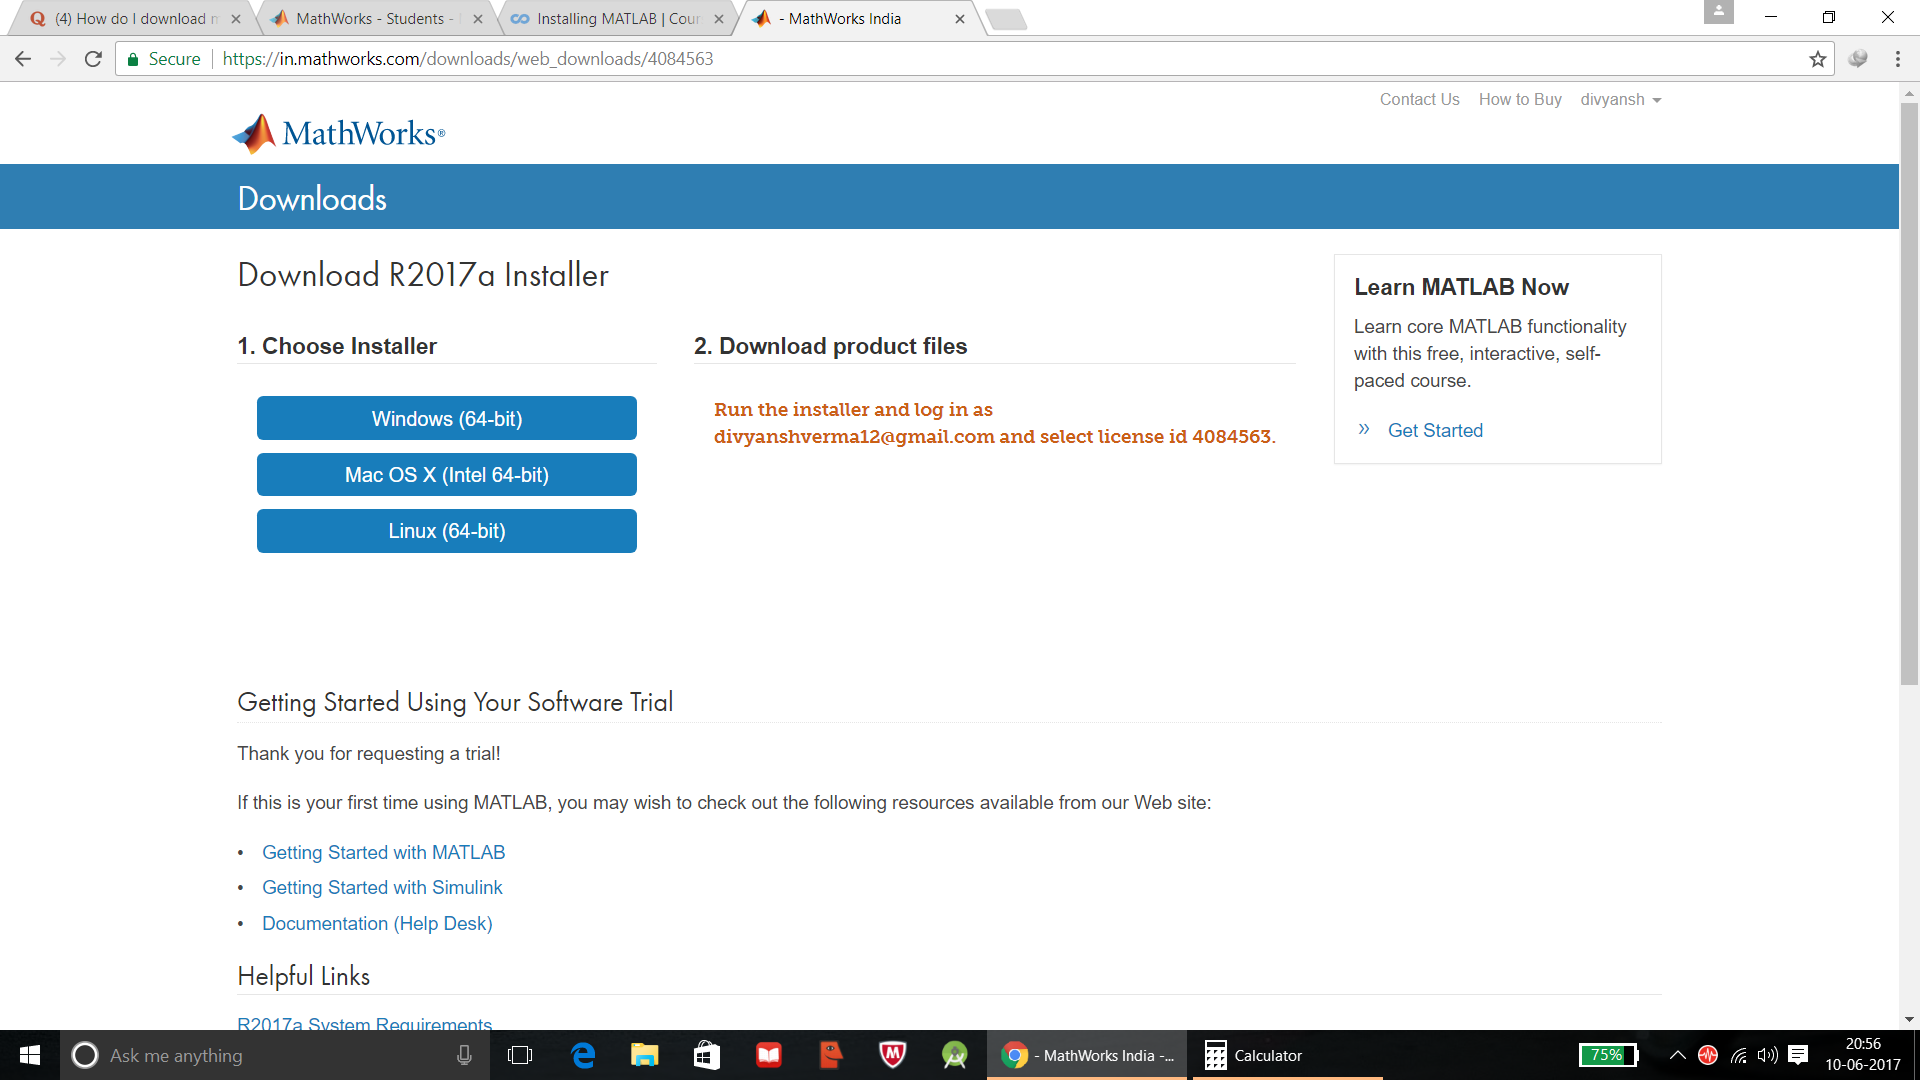 (4) How do I download m
MathWorks - Students -
Installing MATLAB | Cour
- MathWorks India
Secure
https://in.mathworks.com/downloads/web_downloads/4084563
Contact Us How to Buy divyansh
MathWorks®
Downloads
Download R2017a Installer
1. Choose Installer
Windows (64-bit)
Mac OS X (Intel 64-bit)
Linux (64-bit)
2. Download product files
Run the installer and log in as
divyanshverma12@gmail.com and select license id 4084563.
Learn MATLAB Now
Learn core MATLAB functionality
with this free, interactive, self-
paced course.
» Get Started
Getting Started Using Your Software Trial
Thank you for requesting a trial!
If this is your first time using MATLAB, you may wish to check out the following resources available from our Web site:
• Getting Started with MATLAB
• Getting Started with Simulink
• Documentation (Help Desk)
Helpful Links
R2017a System Requirements
Ask me anything
- MathWorks India -...
Calculator
75%
20:56
10-06-2017